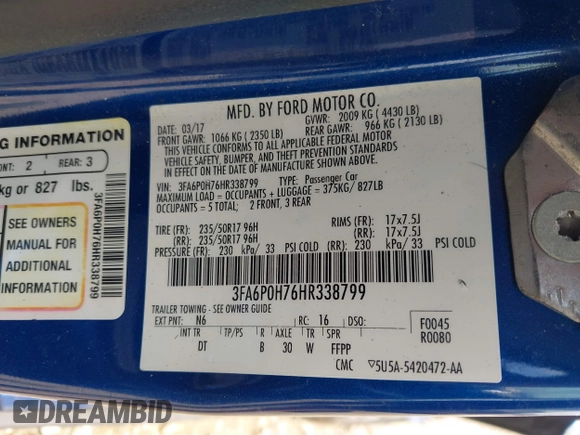 MFD. BY FORD MOTOR CO.
DATE: 03/17 GVWR: 2009 KG ( 4430 LB)
FRONT GAWR: 1066 KG ( 2350 LB) REAR GAWR: 966 KG ( 2130 LB)
THIS VEHICLE CONFORMS TO ALL APPLICABLE FEDERAL MOTOR
VEHICLE SAFETY, BUMPER, AND THEFT PREVENTION STANDARDS
IN EFFECT ON THE DATE OF MANUFACTURE SHOWN ABOVE.
VIN: 3FA6P0H76HR338799 TYPE: Passenger Car
MAXIMUM LOAD = OCCUPANTS + LUGGAGE = 375KG/ 827LB
OCCUPANTS = 5 TOTAL: 2 FRONT, 3 REAR
TIRE (FR): 235/50R17 96H RIMS (FR): 17x7.5J
(RR): 235/50R17 96H (RR): 17x7.5J
PRESSURE (FR): 230 kPa/ 33 PSI COLD (RR): 230 kPa/ 33 PSI COLD
3FA6P0H76HR338799
TRAILER TOWING - SEE OWNER GUIDE
EXT PNT: N6 RC: 16 DSO: F0045
R0080
INT TR TP/PS R AXLE TR SPR
DT B 30 W FFPP
CMC 5U5A-5420472-AA
G INFORMATION
ONT: 2 REAR: 3
kg or 827 lbs.
SEE OWNERS
MANUAL FOR
ADDITIONAL
INFORMATION
3FA6P0H76HR338799
DREAMBID